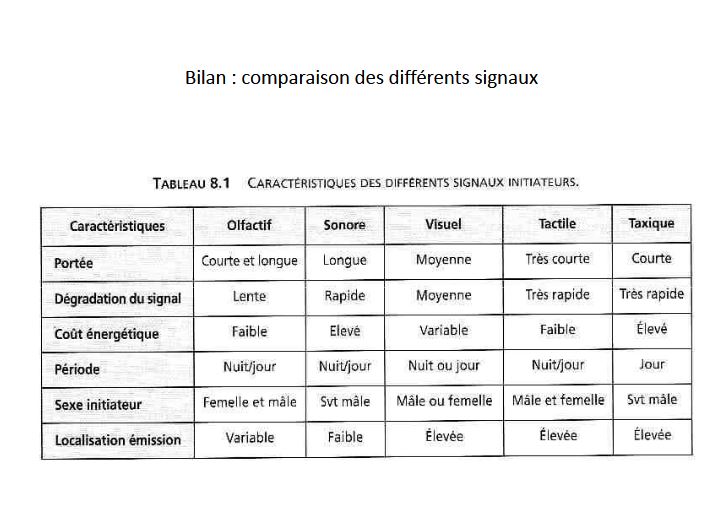 Bilan : comparaison des différents signaux
TABLEAU 8.1 CARACTÉRISTIQUES DES DIFFÉRENTS SIGNAUX INITIATEURS.
Caractéristiques Olfactif Sonore Visuel Tactile Taxique
Portée Courte et longue Longue Moyenne Très courte Courte
Dégradation du signal Lente Rapide Moyenne Très rapide Très rapide
Coût énergétique Faible Elevé Variable Faible Élevé
Période Nuit/jour Nuit/jour Nuit ou jour Nuit/jour Jour
Sexe initiateur Femelle et mâle Svt mâle Mâle ou femelle Mâle et femelle Svt mâle
Localisation émission Variable Faible Élevée Élevée Élevée